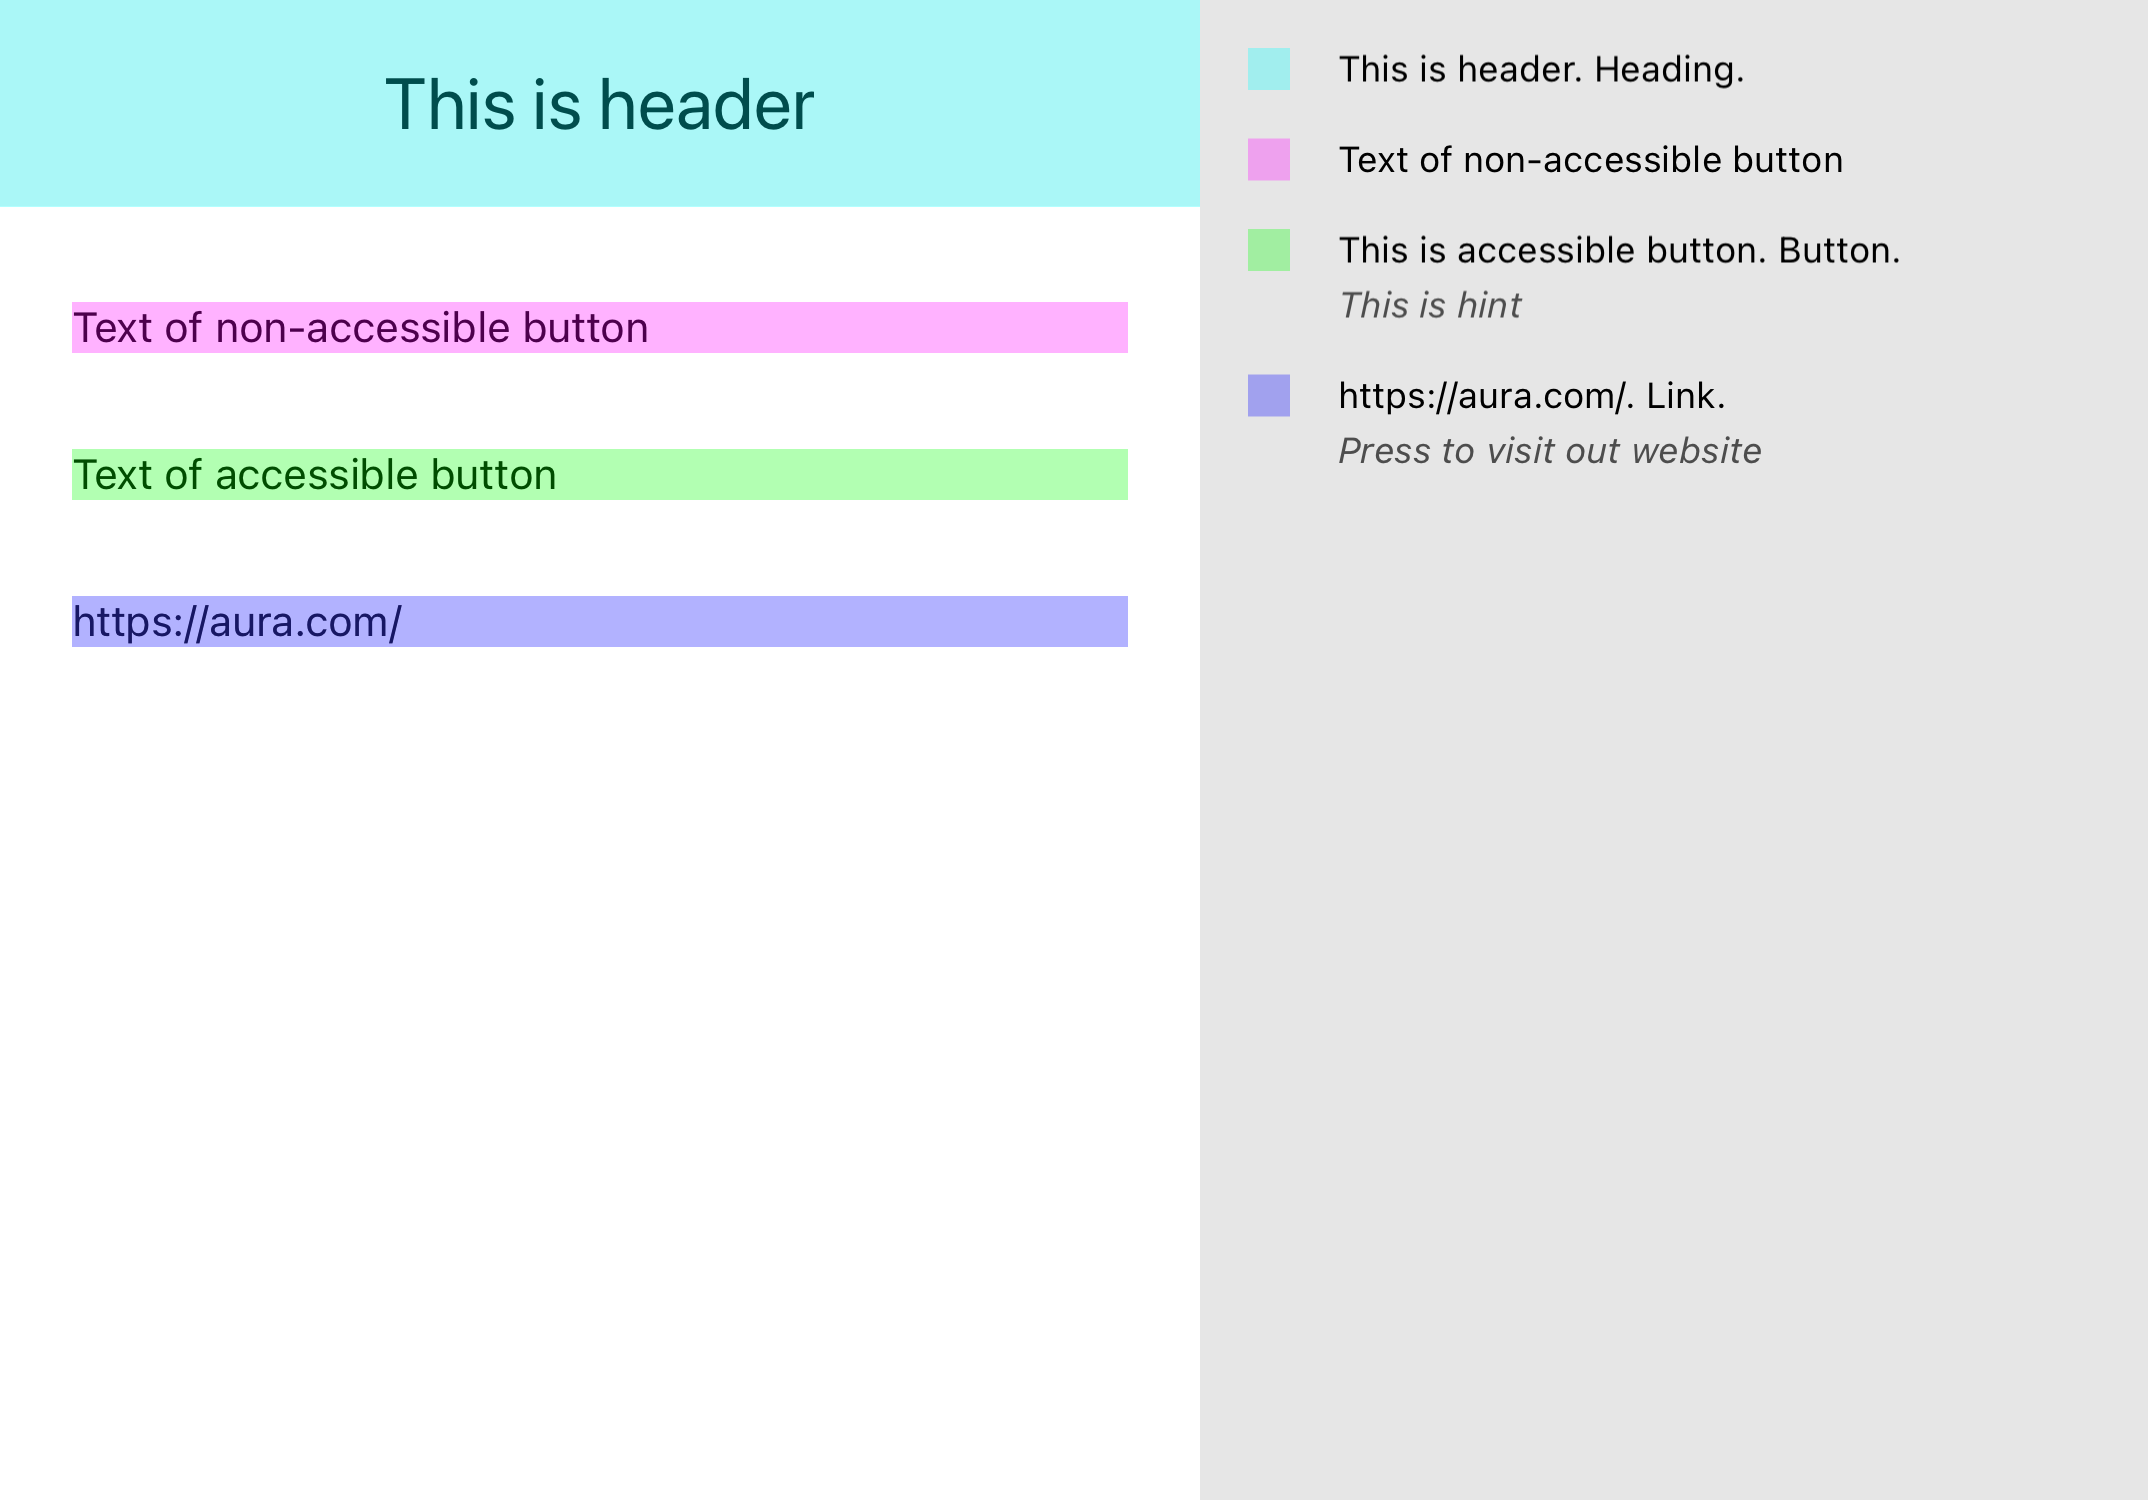 This is header
Text of non-accessible button
Text of accessible button
https://aura.com/
This is header. Heading.
Text of non-accessible button
This is accessible button. Button.
This is hint
https://aura.com/. Link.
Press to visit out website